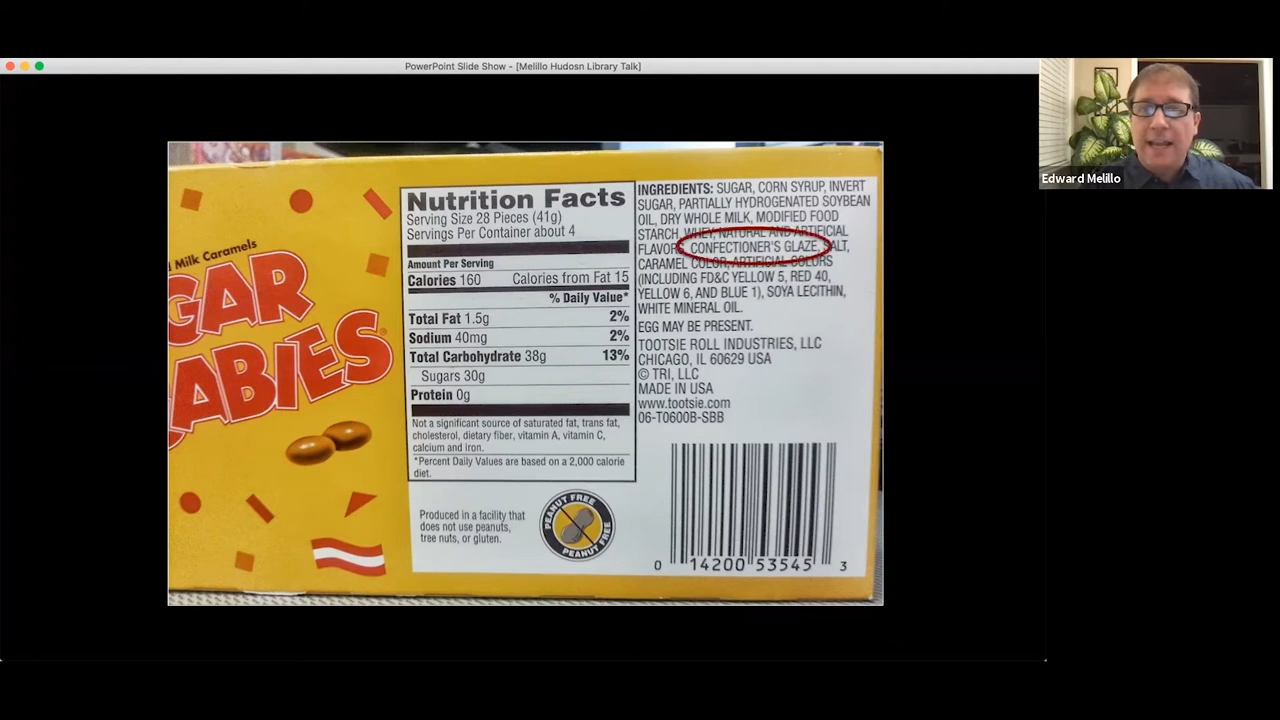 PowerPoint Slide Show - [Melillo Hudosn Library Talk]
Edward Melillo
Milk Caramels
GAR
ABIES
Nutrition Facts
Serving Size 28 Pieces (41g)
Servings Per Container about 4
Amount Per Serving
Calories 160 Calories from Fat 15
% Daily Value*
Total Fat 1.5g 2%
Sodium 40mg 2%
Total Carbohydrate 38g 13%
Sugars 30g
Protein 0g
Not a significant source of saturated fat, trans fat,
cholesterol, dietary fiber, vitamin A, vitamin C,
calcium and iron.
*Percent Daily Values are based on a 2,000 calorie
diet.
Produced in a facility that
does not use peanuts,
tree nuts, or gluten.
PEANUT FREE
PEANUT FREE
INGREDIENTS: SUGAR, CORN SYRUP, INVERT
SUGAR, PARTIALLY HYDROGENATED SOYBEAN
OIL, DRY WHOLE MILK, MODIFIED FOOD
STARCH, WHEY, NATURAL AND ARTIFICIAL
FLAVOR, CONFECTIONER'S GLAZE, SALT,
CARAMEL COLOR, ARTIFICIAL COLORS
(INCLUDING FD&C YELLOW 5, RED 40,
YELLOW 6, AND BLUE 1), SOYA LECITHIN,
WHITE MINERAL OIL.
EGG MAY BE PRESENT.
TOOTSIE ROLL INDUSTRIES, LLC
CHICAGO, IL 60629 USA
© TRI, LLC
MADE IN USA
www.tootsie.com
06-T0600B-SBB
0 14200 53545 3